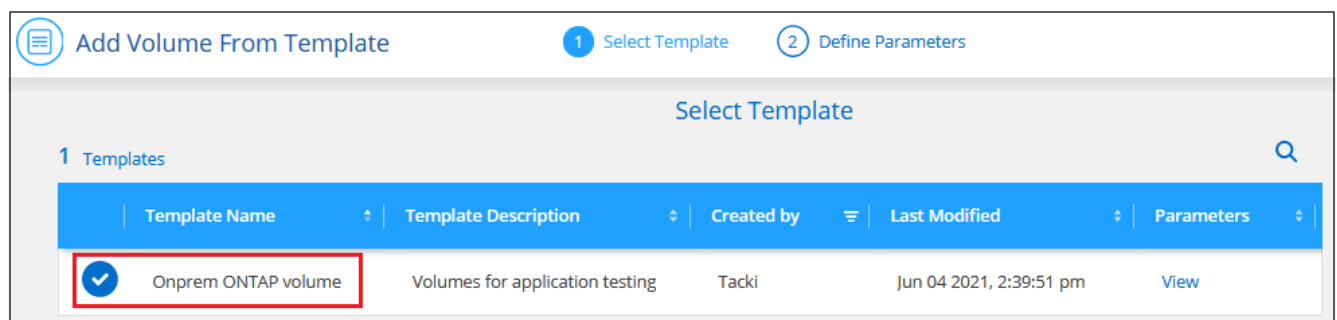 Add Volume From Template 1 Select Template 2 Define Parameters
Select Template
1 Templates
Template Name Template Description Created by Last Modified Parameters
Onprem ONTAP volume Volumes for application testing Tacki Jun 04 2021, 2:39:51 pm View